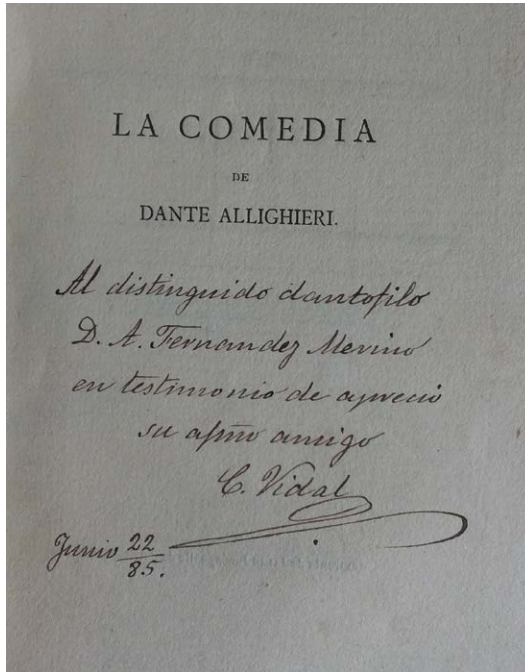 LA COMEDIA
DE
DANTE ALLIGHIERI.
Al distinguido dantofilo
D. A. Fernandez Merino
en testimonio de aprecio
su afmo amigo
C. Vidal
Junio 22
85.